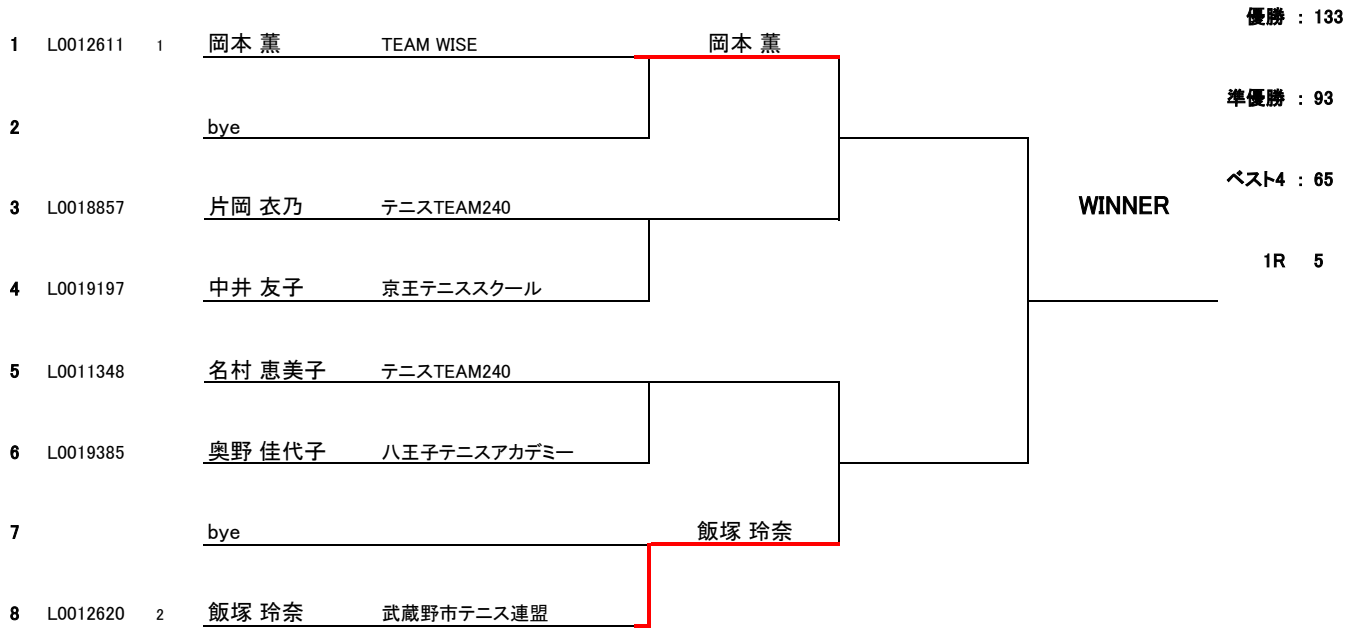 優勝 : 133
1 L0012611 1 岡本 薫 TEAM WISE 岡本 薫
準優勝 : 93
2 bye
ベスト4 : 65
3 L0018857 片岡 衣乃 テニスTEAM240 WINNER
1R 5
4 L0019197 中井 友子 京王テニススクール
5 L0011348 名村 恵美子 テニスTEAM240
6 L0019385 奥野 佳代子 八王子テニスアカデミー
7 bye 飯塚 玲奈
8 L0012620 2 飯塚 玲奈 武蔵野市テニス連盟